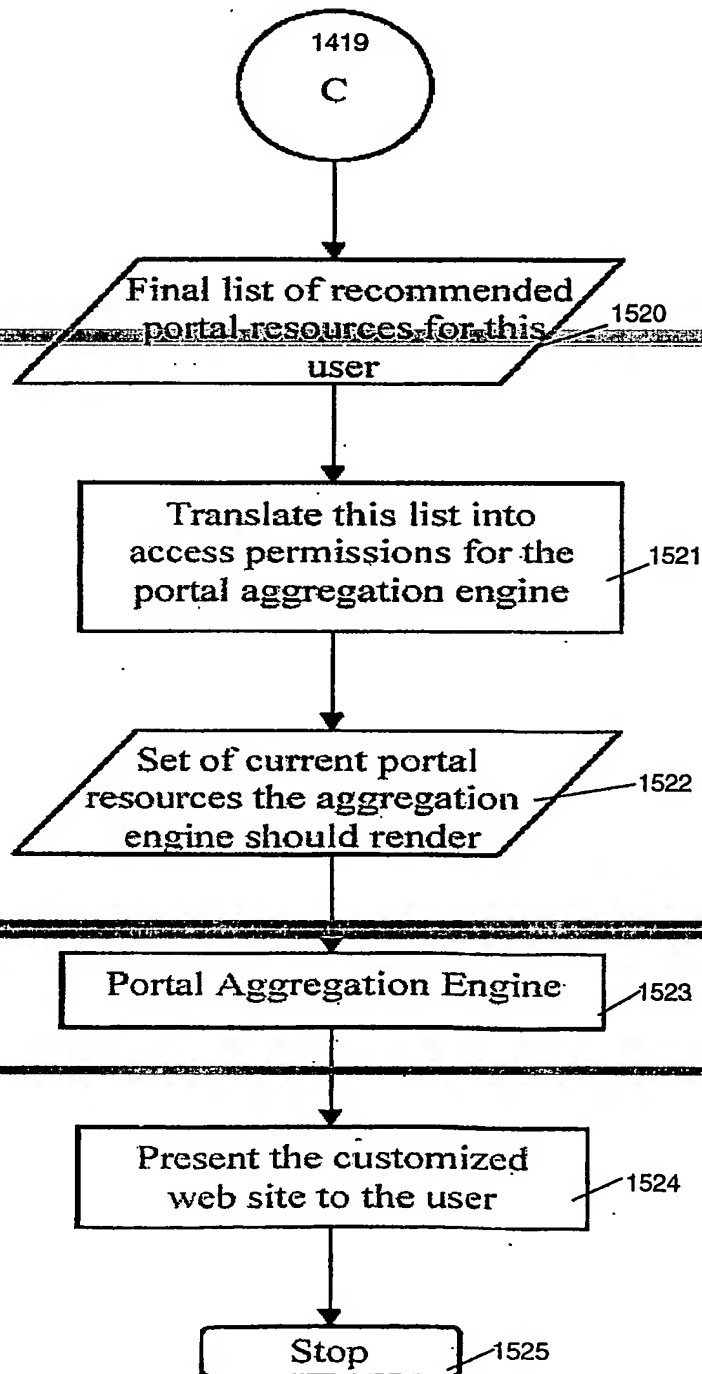 1419
C
Final list of recommended
portal resources for this
user
1520
Translate this list into
access permissions for the
portal aggregation engine
1521
Set of current portal
resources the aggregation
engine should render
1522
Portal Aggregation Engine
1523
Present the customized
web site to the user
1524
Stop
1525